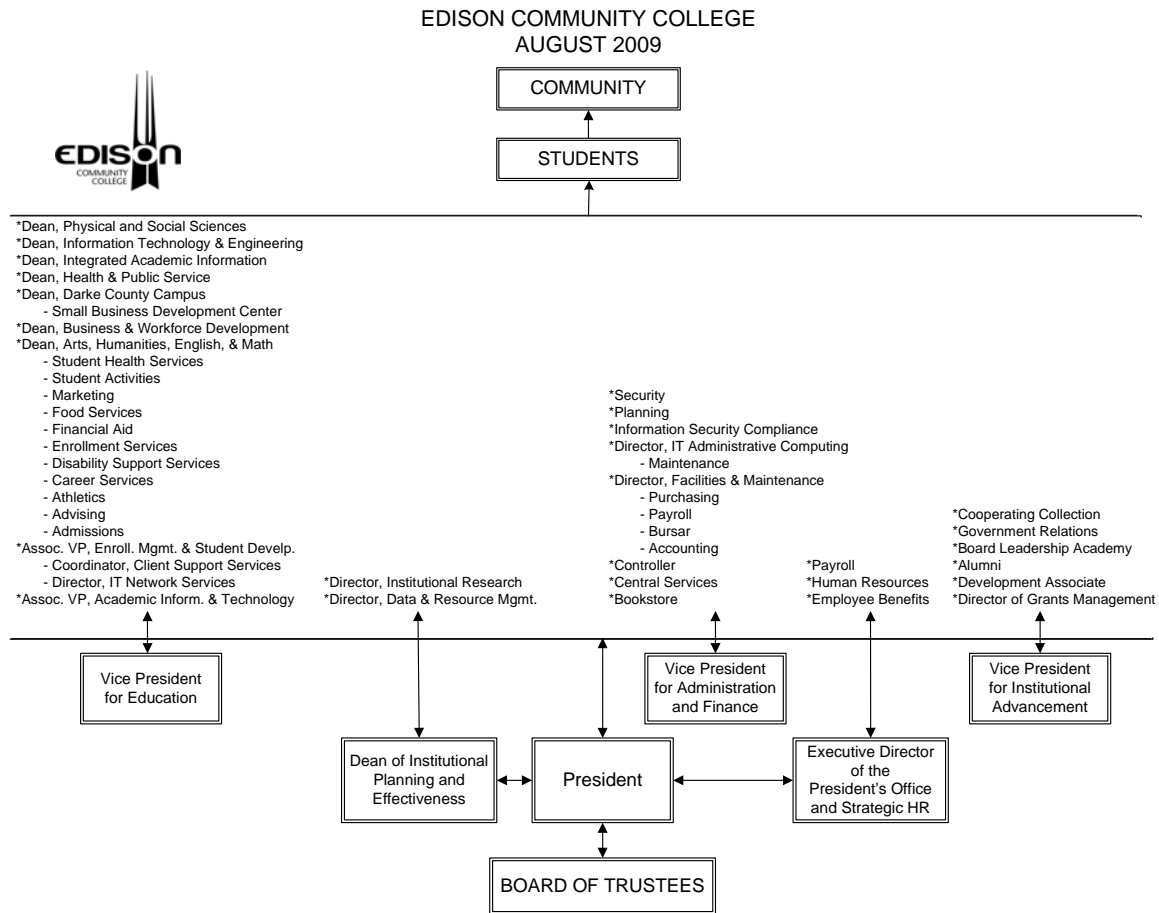 EDISON COMMUNITY COLLEGE
AUGUST 2009
COMMUNITY
STUDENTS
EDISON
COMMUNITY
COLLEGE
*Dean, Physical and Social Sciences
*Dean, Information Technology & Engineering
*Dean, Integrated Academic Information
*Dean, Health & Public Service
*Dean, Darke County Campus
- Small Business Development Center
*Dean, Business & Workforce Development
*Dean, Arts, Humanities, English, & Math
- Student Health Services
- Student Activities
- Marketing
- Food Services
- Financial Aid
- Enrollment Services
- Disability Support Services
- Career Services
- Athletics
- Advising
- Admissions
*Assoc. VP, Enroll. Mgmt. & Student Develp.
- Coordinator, Client Support Services
- Director, IT Network Services
*Assoc. VP, Academic Inform. & Technology
*Director, Institutional Research
*Director, Data & Resource Mgmt.
*Security
*Planning
*Information Security Compliance
*Director, IT Administrative Computing
- Maintenance
*Director, Facilities & Maintenance
- Purchasing
- Payroll
- Bursar
- Accounting
*Controller
*Central Services
*Bookstore
*Payroll
*Human Resources
*Employee Benefits
*Cooperating Collection
*Government Relations
*Board Leadership Academy
*Alumni
*Development Associate
*Director of Grants Management
Vice President
for Education
Vice President
for Administration
and Finance
Vice President
for Institutional
Advancement
Dean of Institutional
Planning and
Effectiveness
President
Executive Director
of the
President's Office
and Strategic HR
BOARD OF TRUSTEES